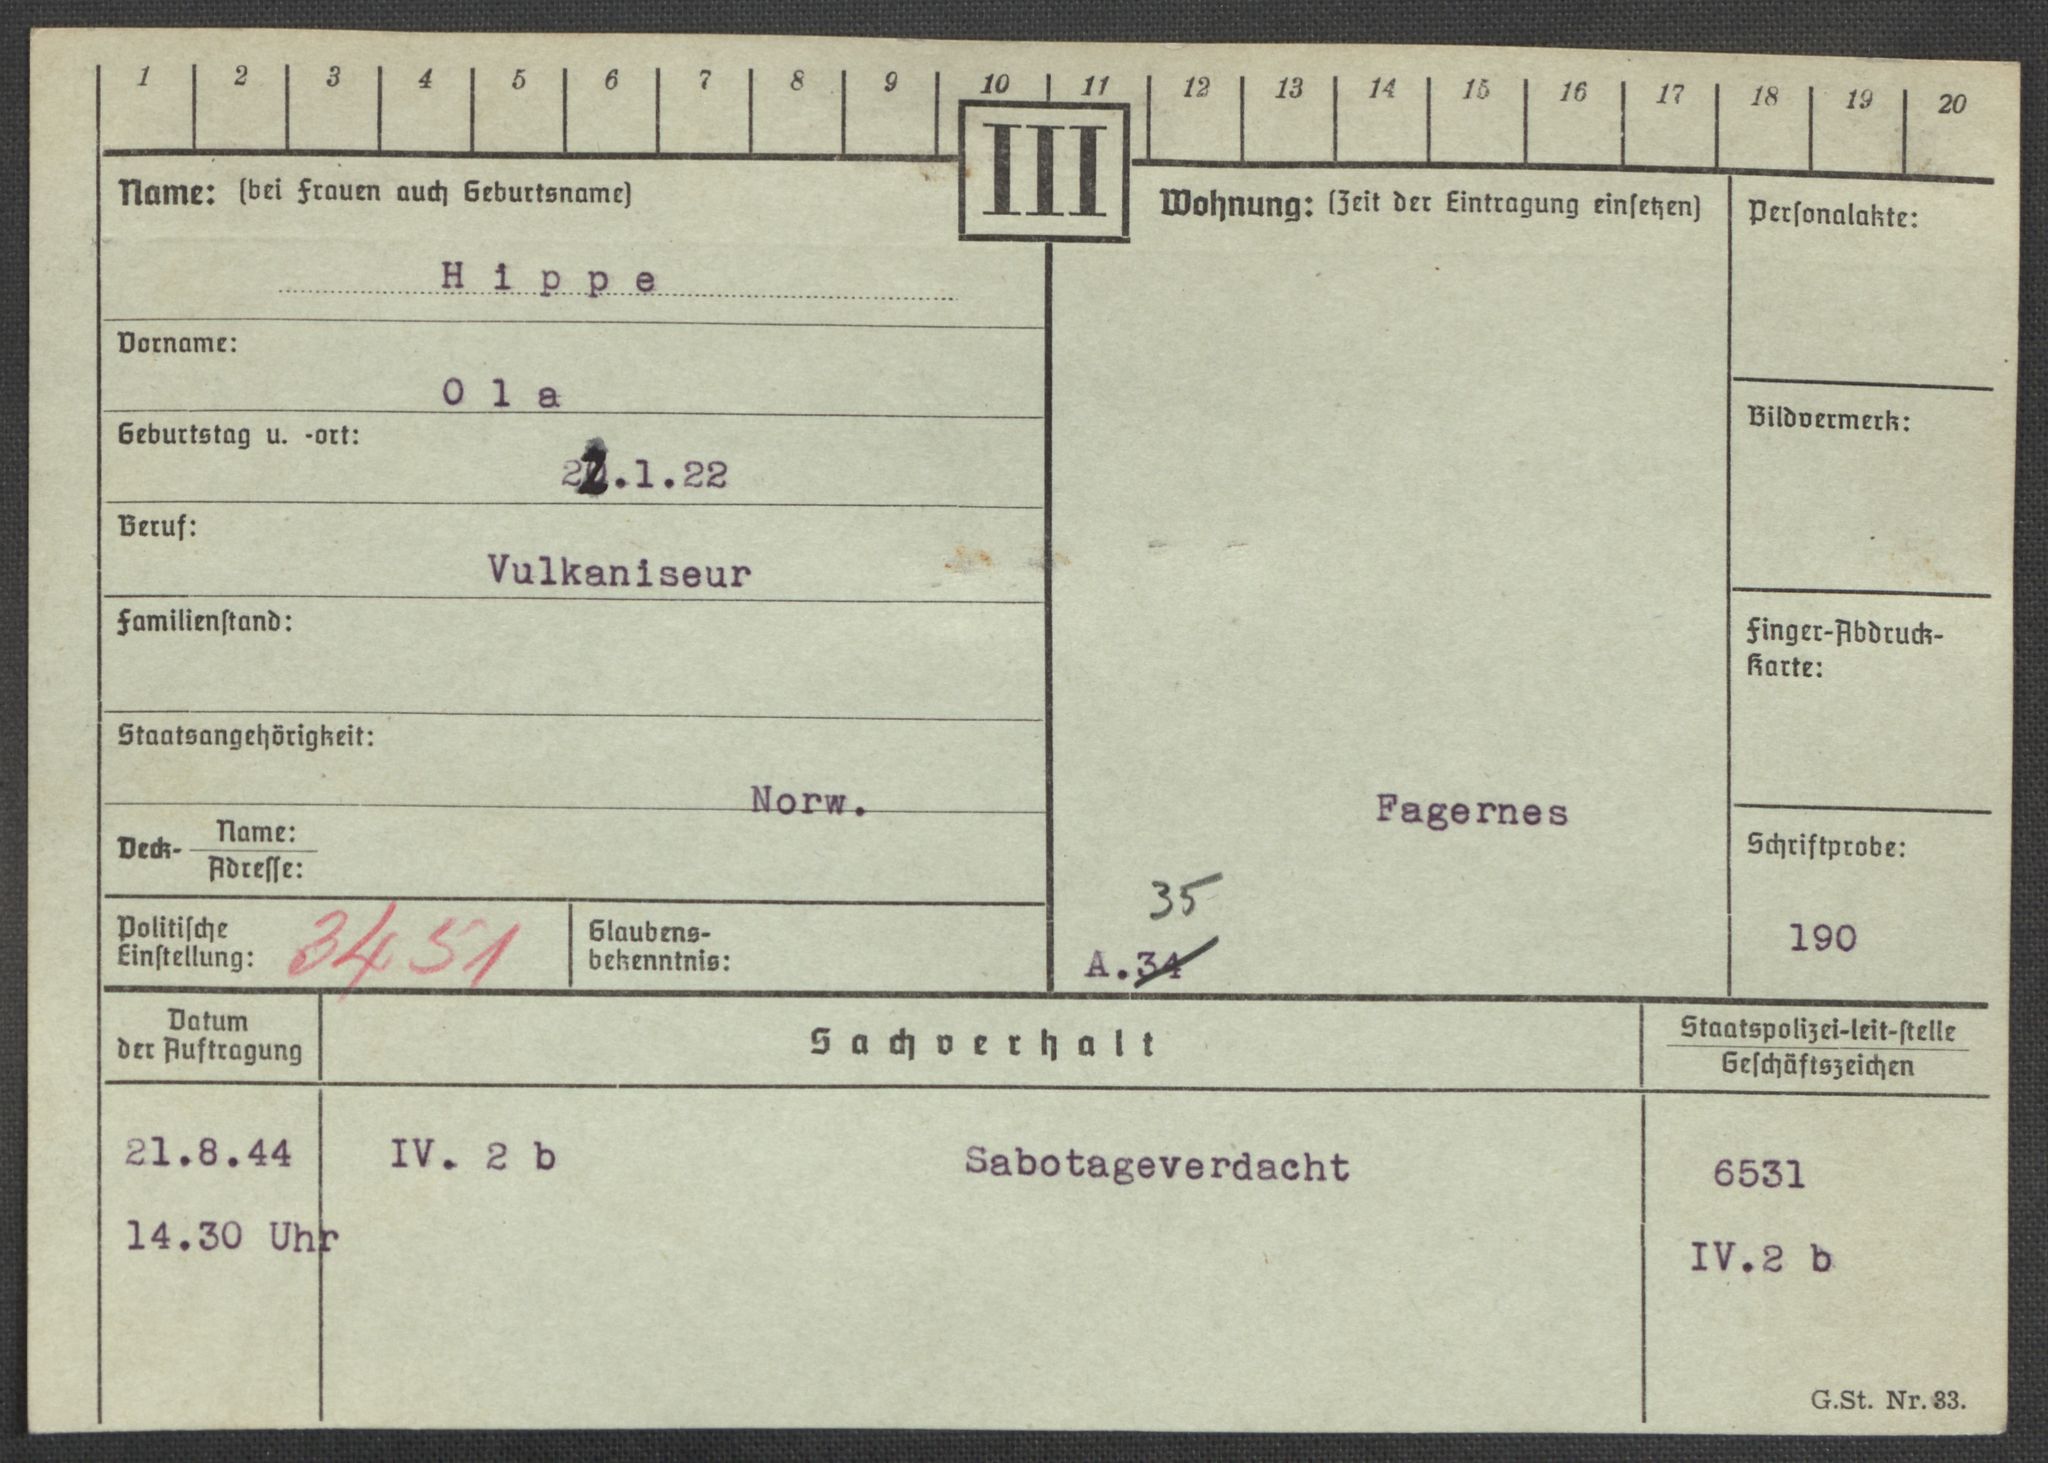 1 2 3 4 5 6 7 8 9 10 11 12 13 14 15 16 17 18 19 20
III
Name: (bei Frauen auch Geburtsname)
Hippe
Vorname:
Ola
Geburtstag u. -ort:
21.1.22
Beruf:
Vulkaniseur
Familienstand:
Staatsangehörigkeit:
Norw.
Deck- Name:
Adresse:
Politische
Einstellung: 3451
Glaubens-
bekenntnis:
Wohnung: (Zeit der Eintragung einsetzen)
Fagernes
35
A.34
Personalakte:
Bildvermerk:
Finger-Abdruck-
Karte:
Schriftprobe:
190
Datum
der Auftragung
Sachverhalt
Staatspolizei-leit-stelle
Geschäftszeichen
21.8.44 IV. 2 b Sabotageverdacht 6531
14.30 Uhr IV.2 b
G.St. Nr. 33.